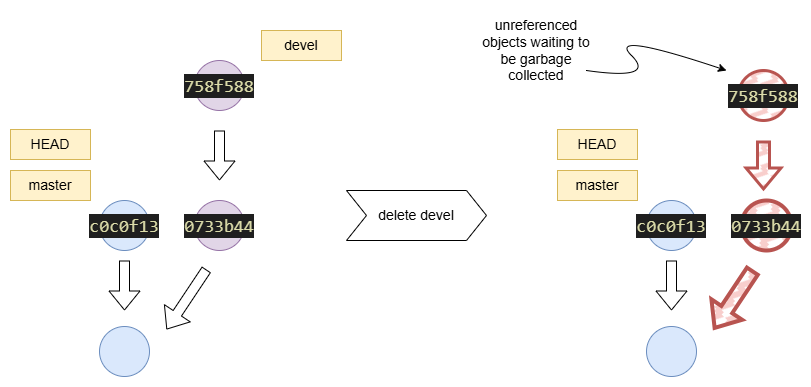 devel
758f588
HEAD
master
c0c0f13
0733b44
delete devel
unreferenced
objects waiting to
be garbage
collected
758f588
HEAD
master
c0c0f13
0733b44